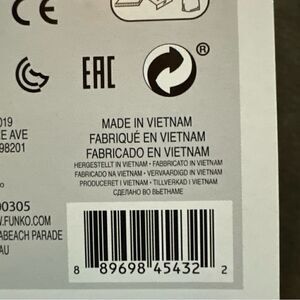 CE
EAC
®
019
E AVE
98201
MADE IN VIETNAM
FABRIQUÉ EN VIETNAM
FABRICADO EN VIETNAM
HERGESTELLT IN VIETNAM • FABBRICATO IN VIETNAM
FABRICADO NA VIETNAM • VERVAARDIGD IN VIETNAM
PRODUCERET I VIETNAM • TILLVERKAD I VIETNAM
СДЕЛАНО ВО ВЬЕТНАМЕ
00305
W.FUNKO.COM
ABEACH PARADE
AU
8 89698 45432 2